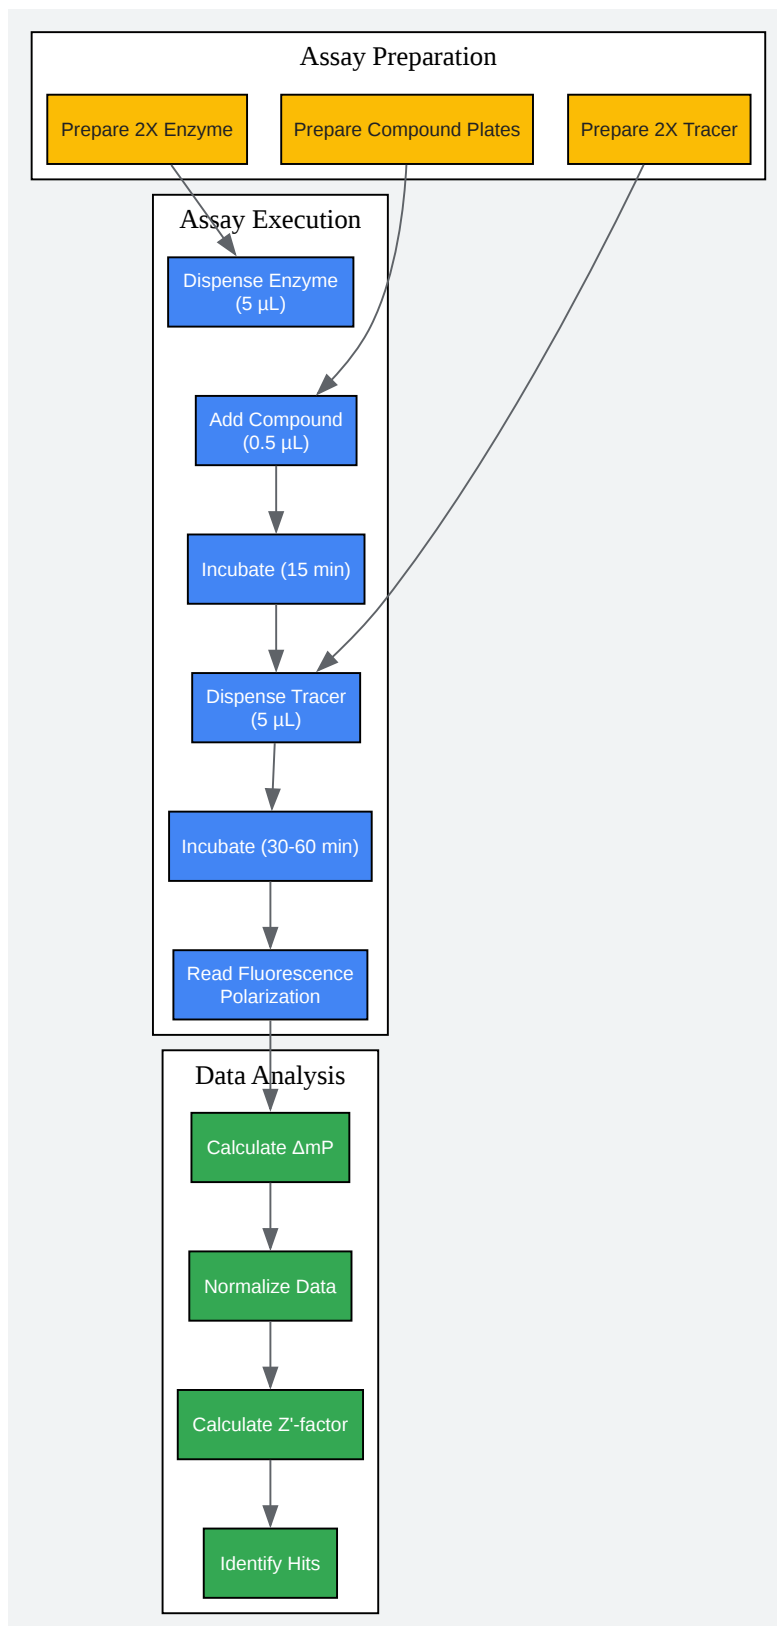 Assay Preparation
Prepare 2X Enzyme
Prepare Compound Plates
Prepare 2X Tracer
Assay Execution
Dispense Enzyme
(5 µL)
Add Compound
(0.5 µL)
Incubate (15 min)
Dispense Tracer
(5 µL)
Incubate (30-60 min)
Read Fluorescence
Polarization
Data Analysis
Calculate ΔmP
Normalize Data
Calculate Z'-factor
Identify Hits